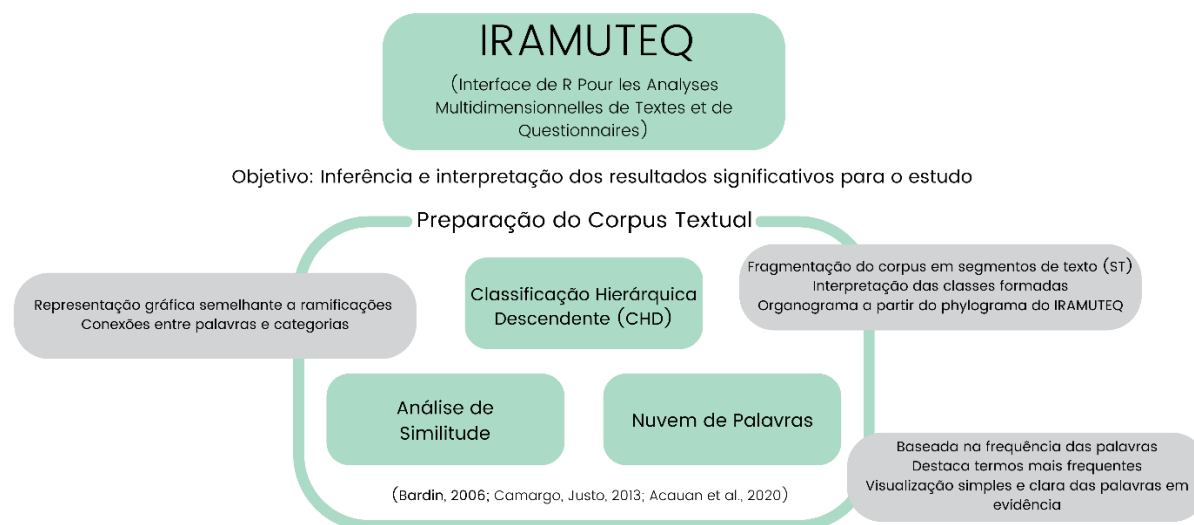 IRAMUTEQ
(Interface de R Pour les Analyses
Multidimensionnelles de Textes et de
Questionnaires)
Objetivo: Inferência e interpretação dos resultados significativos para o estudo
Preparação do Corpus Textual
Fragmentação do corpus em segmentos de texto (ST)
Interpretação das classes formadas
Organograma a partir do phylograma do IRAMUTEQ
Classificação Hierárquica
Descendente (CHD)
Representação gráfica semelhante a ramificações
Conexões entre palavras e categorias
Análise de
Similitude
Nuvem de Palavras
Baseada na frequência das palavras
Destaca termos mais frequentes
Visualização simples e clara das palavras em
evidência
(Bardin, 2006; Camargo, Justo, 2013; Acauan et al., 2020)